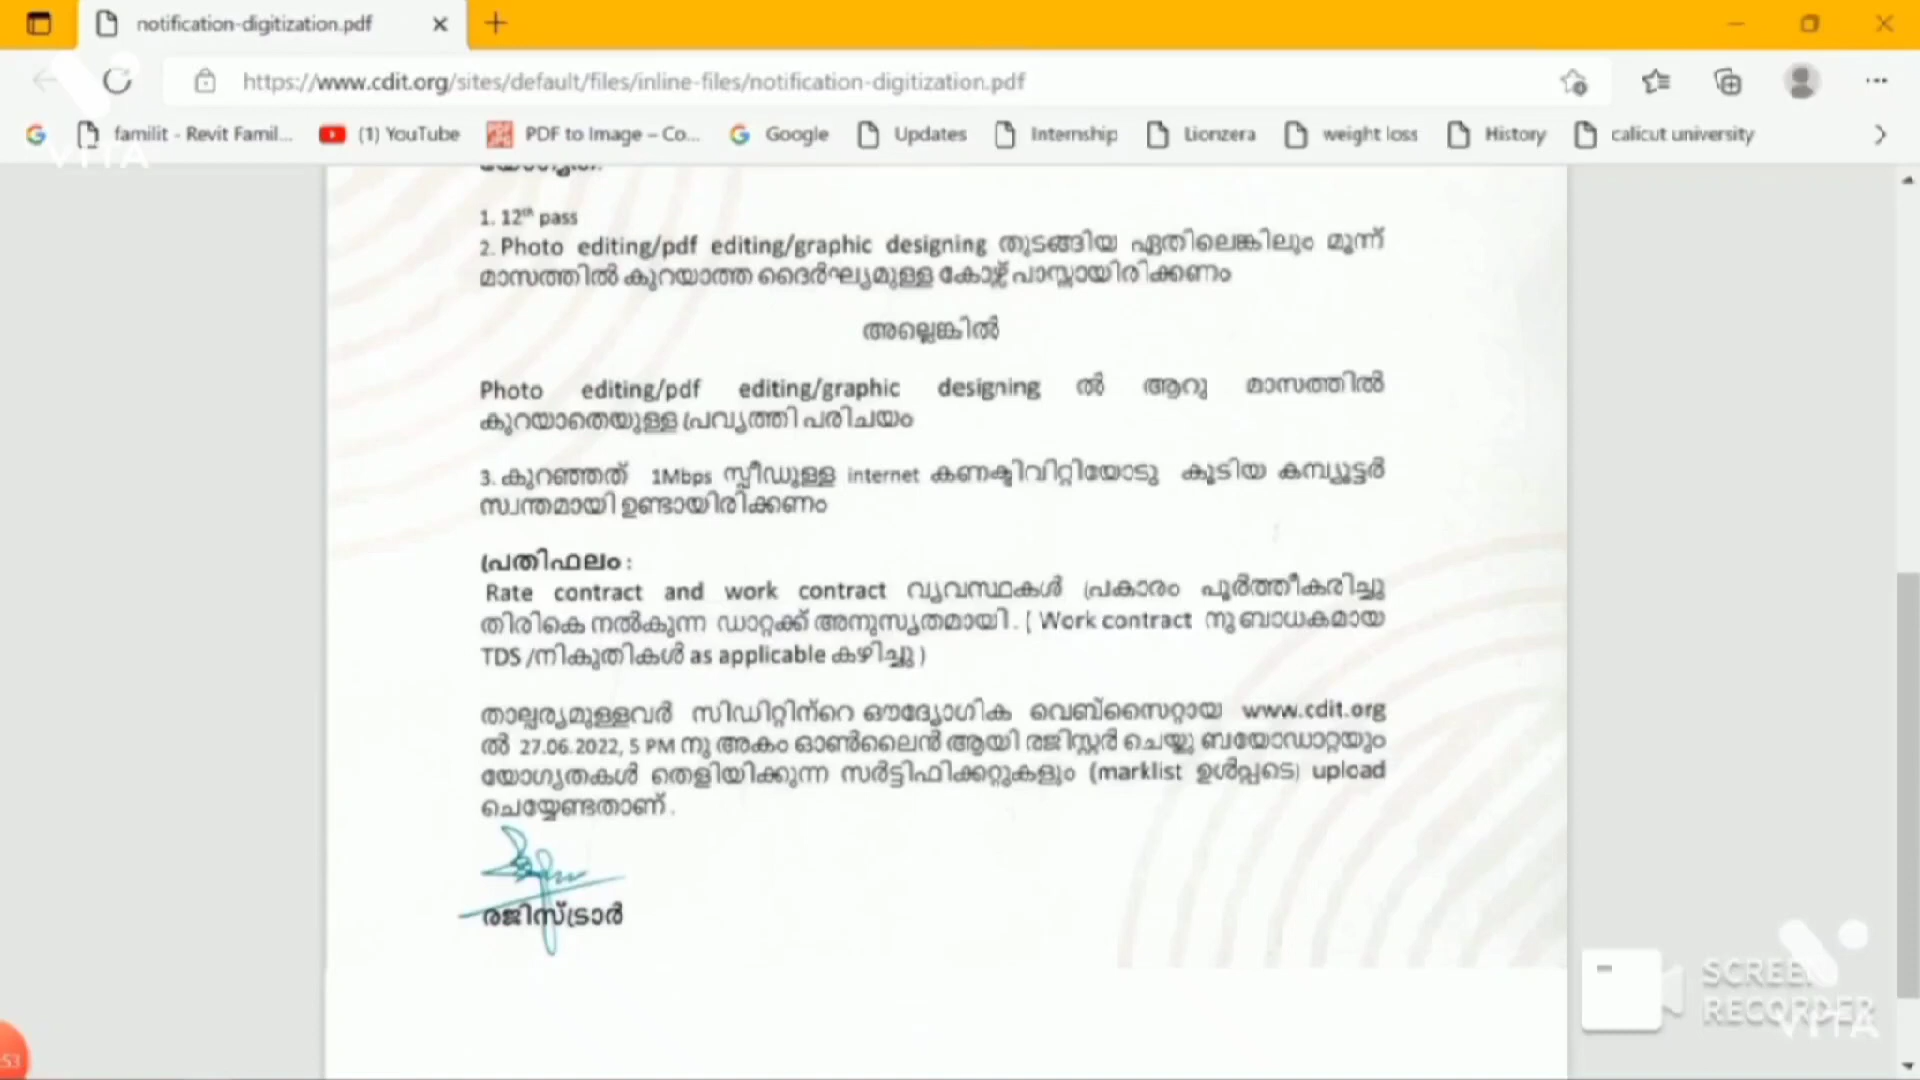 notification-digitization.pdf
https://www.cdit.org/sites/default/files/inline-files/notification-digitization.pdf
familit - Revit Famil... (1) YouTube PDF to Image – Co... Google Updates Internship Lionzera weight loss History calicut university
VITA
1. 12th pass
2. Photo editing/pdf editing/graphic designing തുടങ്ങിയ ഏതിലെങ്കിലും മൂന്ന്
മാസത്തിൽ കുറയാത്ത ദൈർഘ്യമുള്ള കോഴ്സ് പാസ്സായിരിക്കണം
അല്ലെങ്കിൽ
Photo editing/pdf editing/graphic designing ൽ ആറു മാസത്തിൽ
കുറയാതെയുള്ള പ്രവൃത്തി പരിചയം
3. കുറഞ്ഞത് 1Mbps സ്പീഡുള്ള internet കണക്ടിവിറ്റിയോടു കൂടിയ കമ്പ്യൂട്ടർ
സ്വന്തമായി ഉണ്ടായിരിക്കണം
പ്രതിഫലം :
Rate contract and work contract വ്യവസ്ഥകൾ പ്രകാരം പൂർത്തീകരിച്ചു
തിരികെ നൽകുന്ന ഡാറ്റക്ക് അനുസൃതമായി . ( Work contract നു ബാധകമായ
TDS /നികുതികൾ as applicable കഴിച്ചു )
താല്പര്യമുള്ളവർ സിഡിറ്റിന്റെ ഔദ്യോഗിക വെബ്സൈറ്റായ www.cdit.org
ൽ 27.06.2022, 5 PM നു അകം ഓൺലൈൻ ആയി രജിസ്റ്റർ ചെയ്തു ബയോഡാറ്റയും
യോഗ്യതകൾ തെളിയിക്കുന്ന സർട്ടിഫിക്കറ്റുകളും (marklist ഉൾപ്പടെ) upload
ചെയ്യേണ്ടതാണ് .
രജിസ്ട്രാർ
SCREEN
RECORDER
VITA
:53